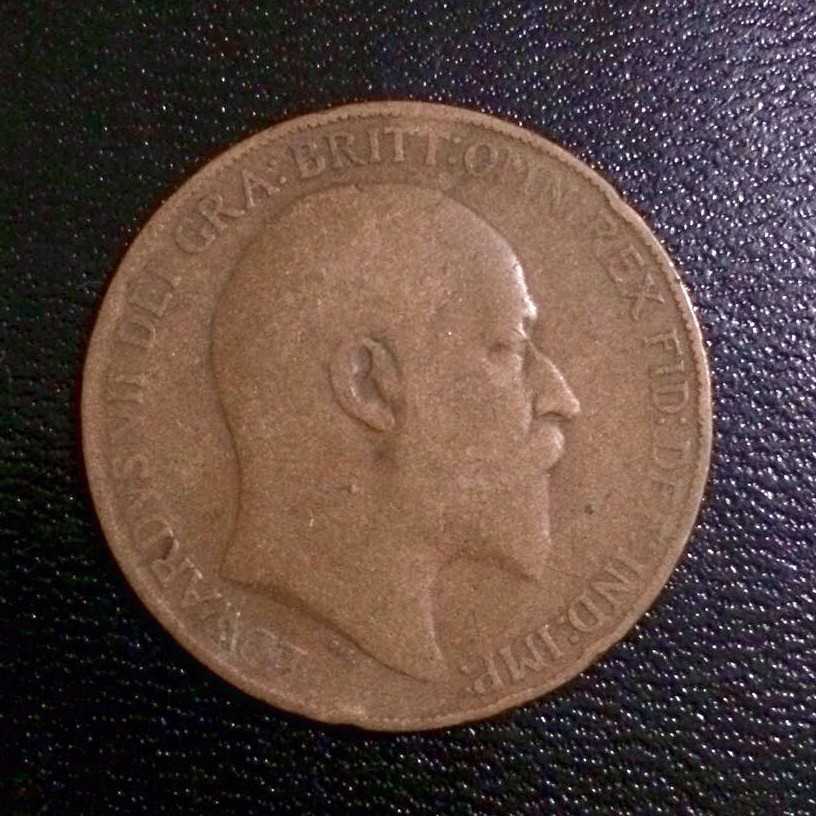 EDWARDVS VII DEI GRA: BRITT: OMN: REX FID: DEF: IND: IMP: